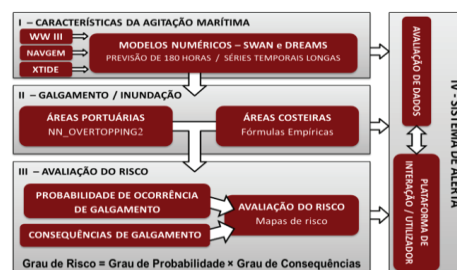 I – CARACTERÍSTICAS DA AGITAÇÃO MARÍTIMA
WW III
NAVGEM
XTIDE
MODELOS NUMÉRICOS – SWAN e DREAMS
PREVISÃO DE 180 HORAS / SÉRIES TEMPORAIS LONGAS
II – GALGAMENTO / INUNDAÇÃO
ÁREAS PORTUÁRIAS
NN_OVERTOPPING2
ÁREAS COSTEIRAS
Fórmulas Empíricas
III – AVALIAÇÃO DO RISCO
PROBABILIDADE DE OCORRÊNCIA
DE GALGAMENTO
CONSEQUÊNCIAS DE GALGAMENTO
AVALIAÇÃO DO RISCO
Mapas de risco
Grau de Risco = Grau de Probabilidade × Grau de Consequências
AVALIAÇÃO DE DADOS
PLATAFORMA DE
INTERAÇÃO / UTILIZADOR
IV - SISTEMA DE ALERTA